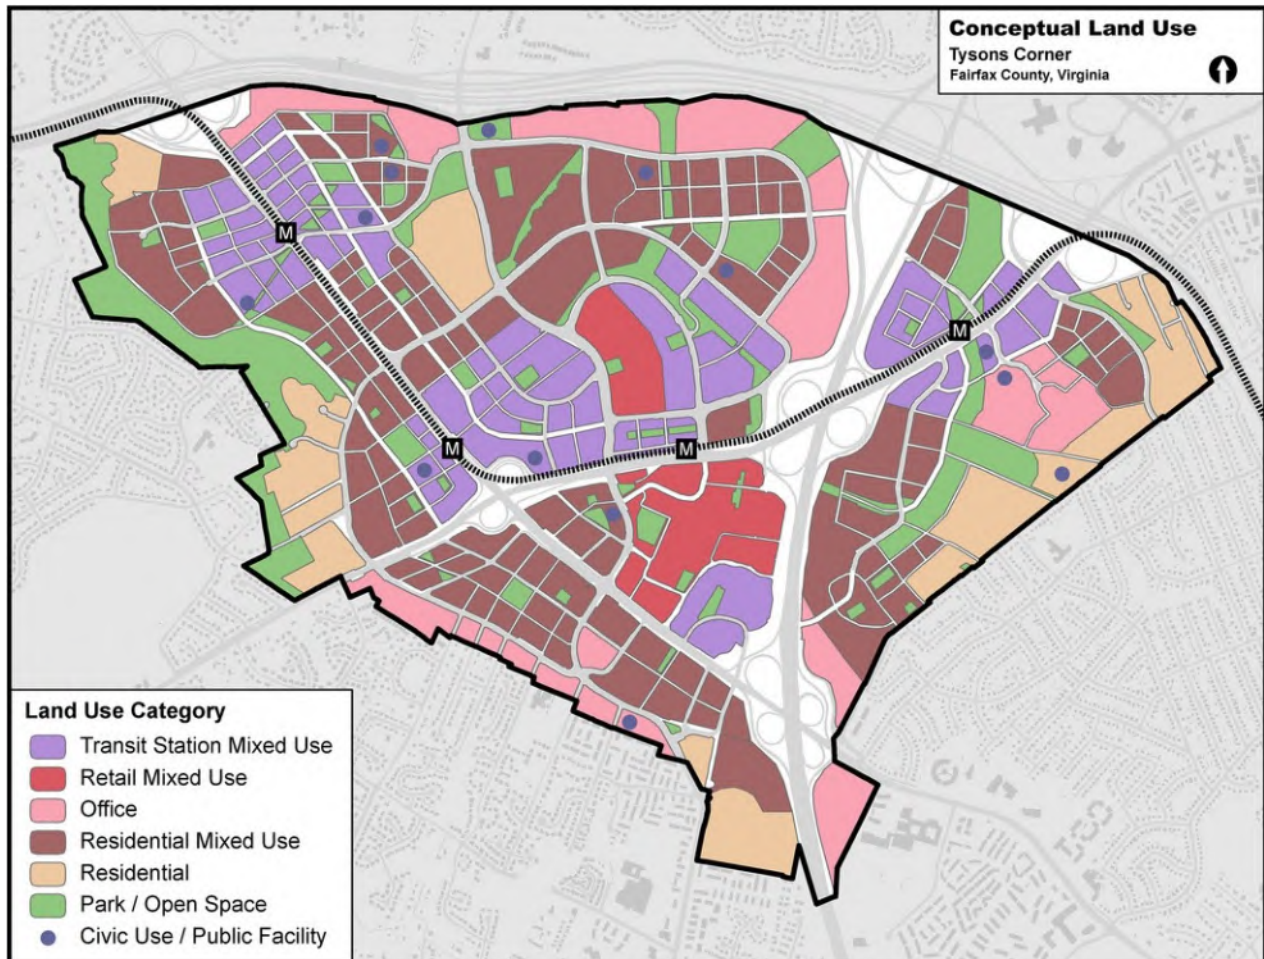 Conceptual Land Use
Tysons Corner
Fairfax County, Virginia
M
M
M
M
Land Use Category
Transit Station Mixed Use
Retail Mixed Use
Office
Residential Mixed Use
Residential
Park / Open Space
Civic Use / Public Facility